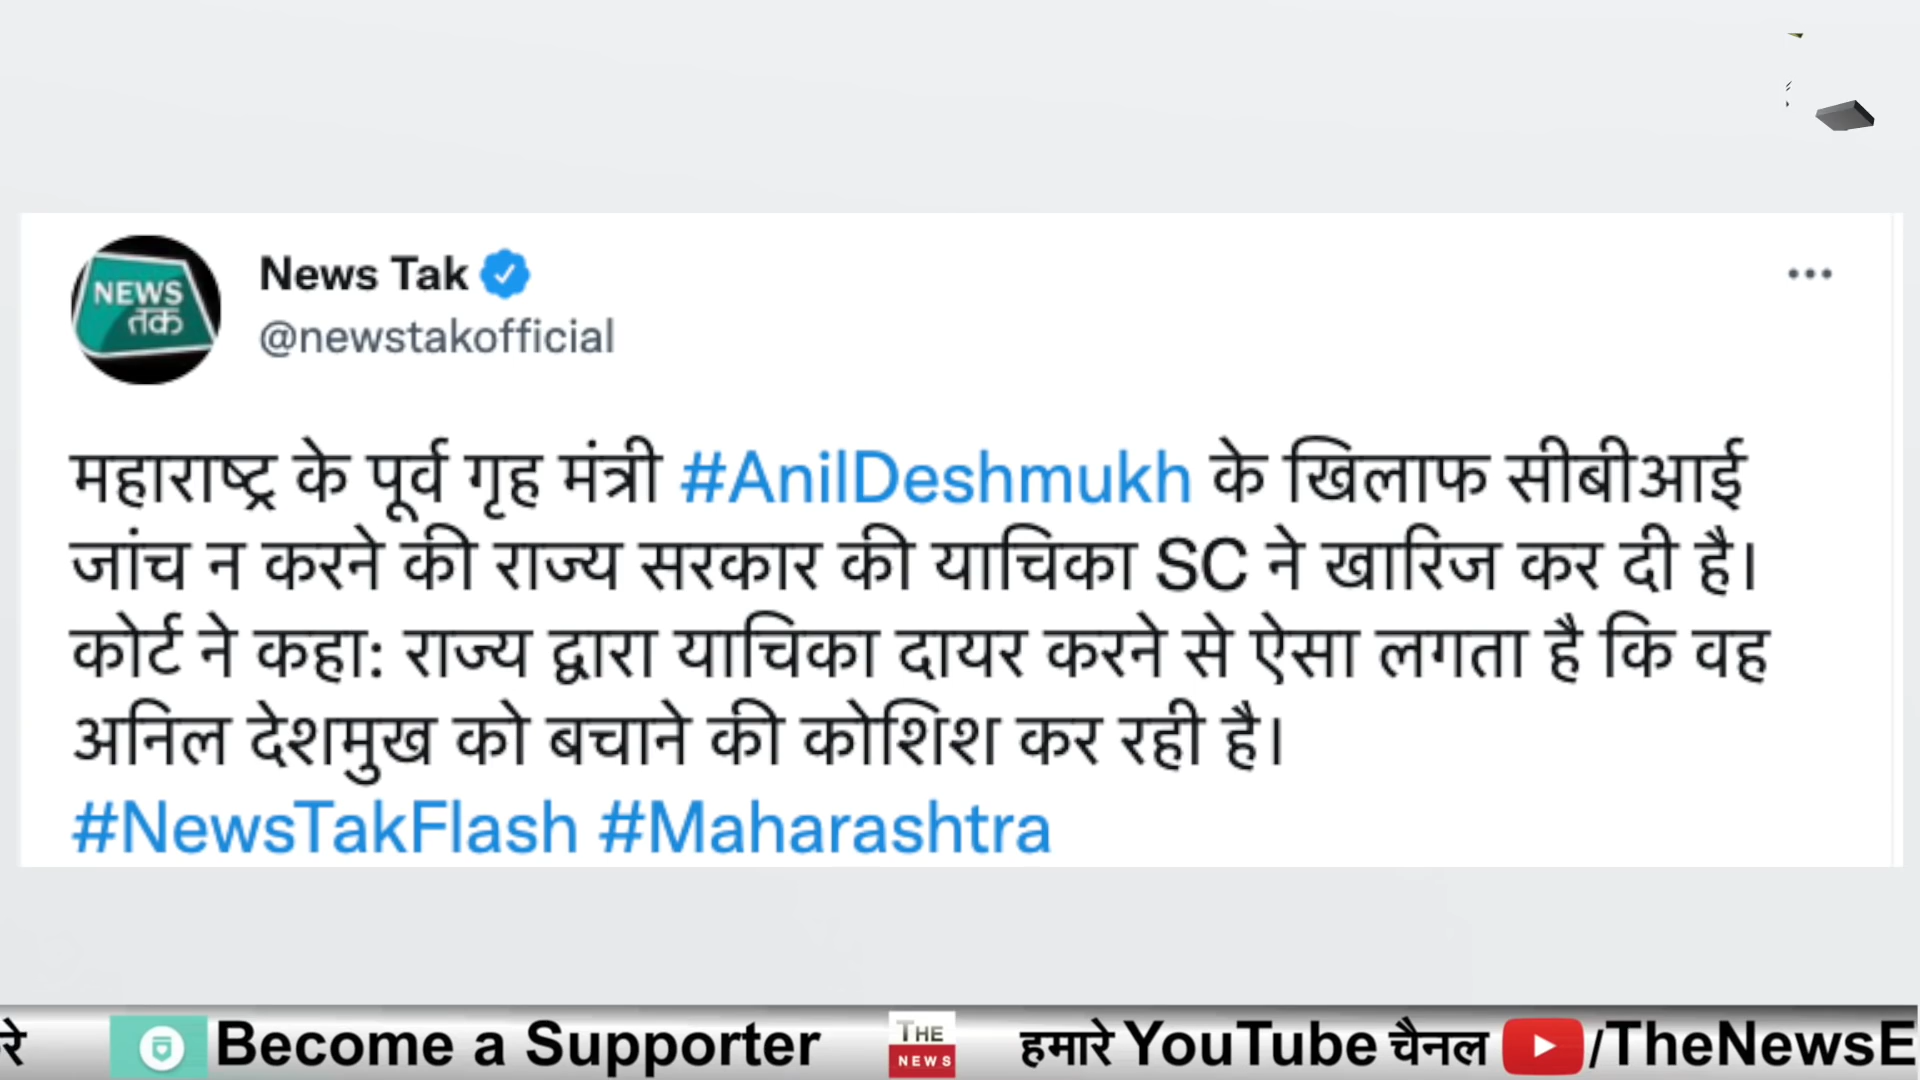 NEWS
तक
News Tak
@newstakofficial
महाराष्ट्र के पूर्व गृह मंत्री #AnilDeshmukh के खिलाफ सीबीआई
जांच न करने की राज्य सरकार की याचिका SC ने खारिज कर दी है।
कोर्ट ने कहा: राज्य द्वारा याचिका दायर करने से ऐसा लगता है कि वह
अनिल देशमुख को बचाने की कोशिश कर रही है।
#NewsTakFlash #Maharashtra
रे Become a Supporter THE NEWS हमारे YouTube चैनल /TheNewsE